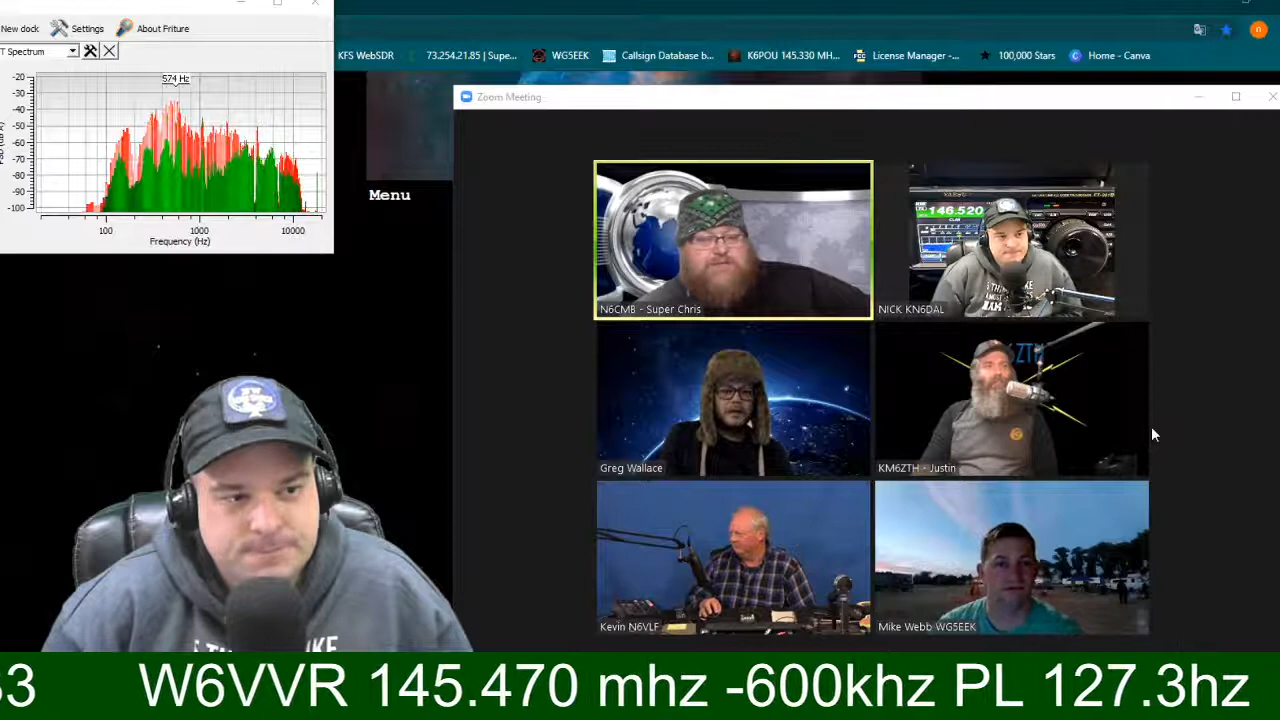 New dock Settings About Friture
T Spectrum
574 Hz
-20
-30
-40
-50
-60
-70
-80
-90
-100
100 1000 10000
Frequency (Hz)
KFS WebSDR 73.254.21.85 | Supe... WG5EEK Callsign Database b... K6POU 145.330 MH... License Manager -... 100,000 Stars Home - Canva
Menu
Zoom Meeting
146.520
N6CMB - Super Chris
NICK KN6DAL
6ZTH
Greg Wallace
KM6ZTH - Justin
Kevin N6VLF
Mike Webb WG5EEK
33 W6VVR 145.470 mhz -600khz PL 127.3hz